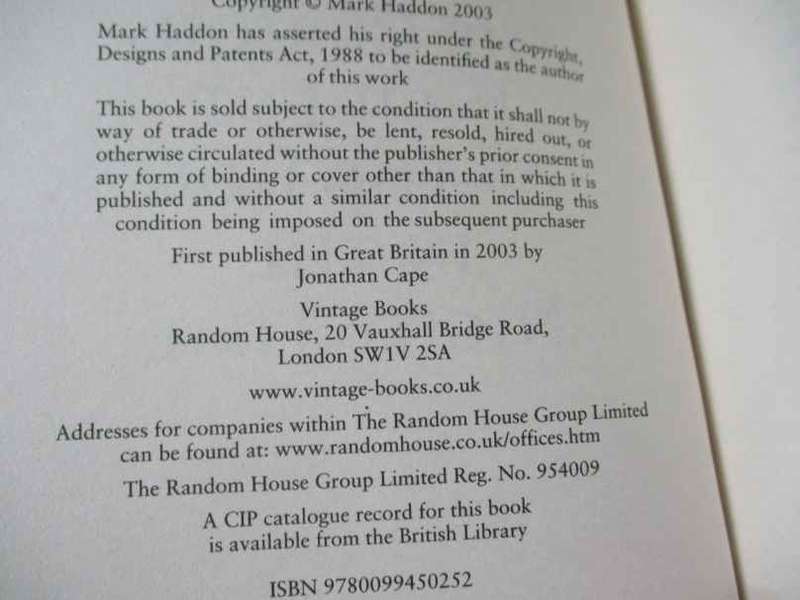 Copyright © Mark Haddon 2003
Mark Haddon has asserted his right under the Copyright,
Designs and Patents Act, 1988 to be identified as the author
of this work
This book is sold subject to the condition that it shall not by
way of trade or otherwise, be lent, resold, hired out, or
otherwise circulated without the publisher's prior consent in
any form of binding or cover other than that in which it is
published and without a similar condition including this
condition being imposed on the subsequent purchaser
First published in Great Britain in 2003 by
Jonathan Cape
Vintage Books
Random House, 20 Vauxhall Bridge Road,
London SW1V 2SA
www.vintage-books.co.uk
Addresses for companies within The Random House Group Limited
can be found at: www.randomhouse.co.uk/offices.htm
The Random House Group Limited Reg. No. 954009
A CIP catalogue record for this book
is available from the British Library
ISBN 9780099450252